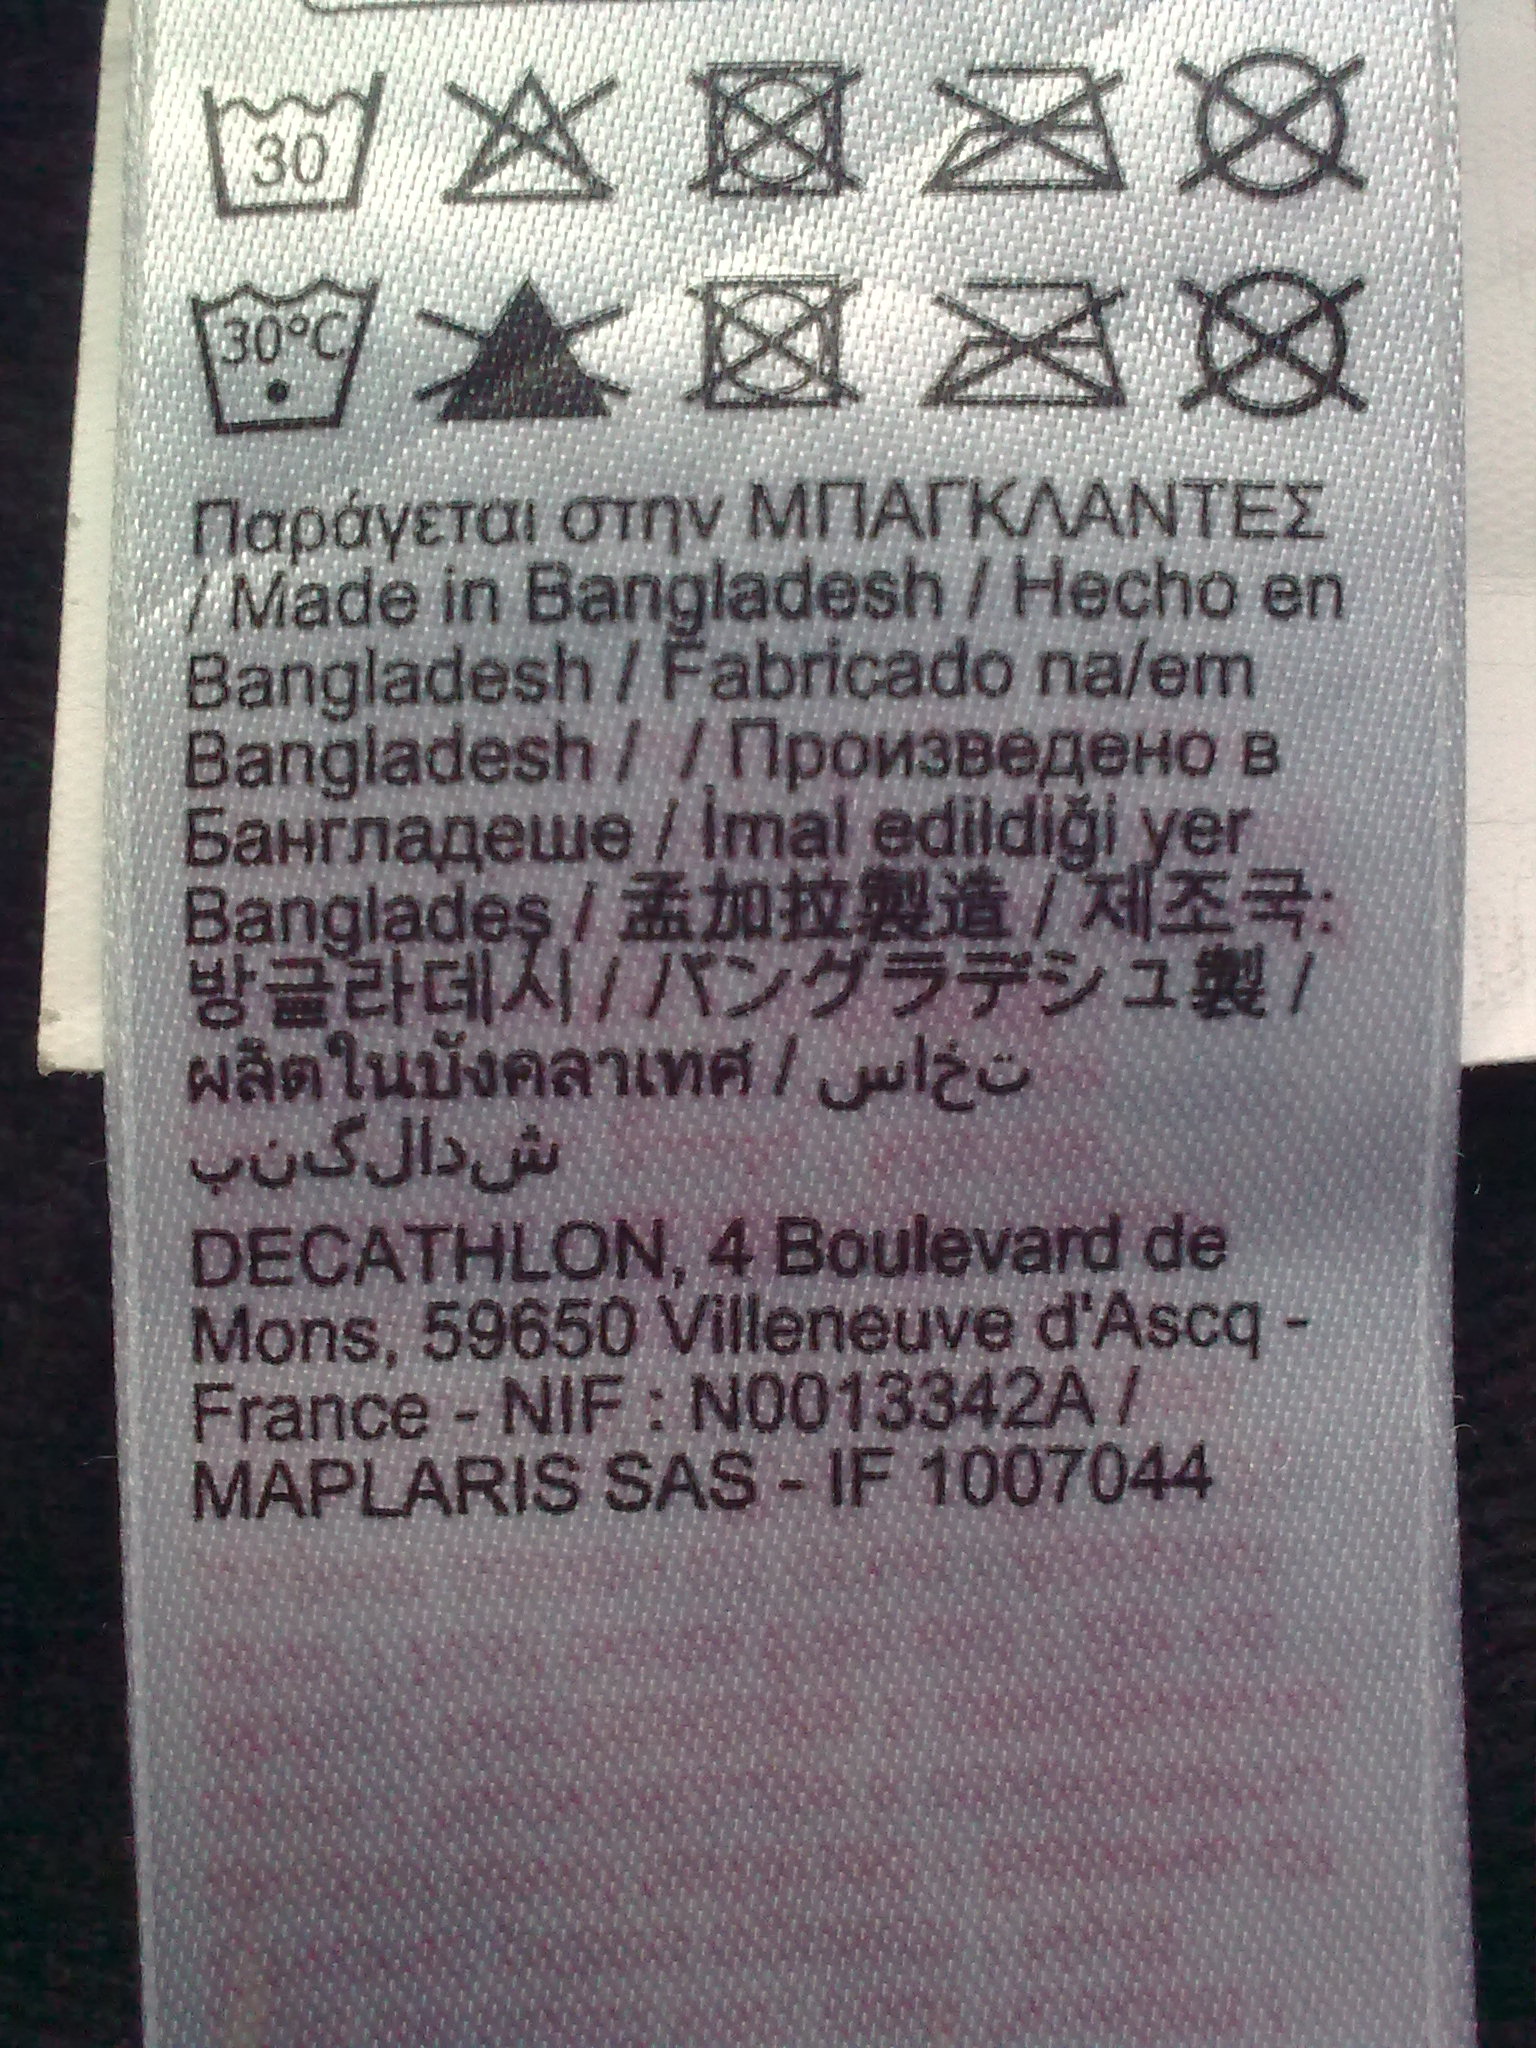 30
30°C
Παράγεται στην ΜΠΑΓΚΛΑΝΤΕΣ
/ Made in Bangladesh / Hecho en
Bangladesh / Fabricado na/em
Bangladesh / / Произведено в
Бангладеше / İmal edildiği yer
Bangladeş / 孟加拉製造 / 제조국:
방글라데시 / バングラデシュ製 /
ผลิตในบังคลาเทศ / ساخت
بنگلادش
DECATHLON, 4 Boulevard de
Mons, 59650 Villeneuve d'Ascq -
France - NIF : N0013342A /
MAPLARIS SAS - IF 1007044